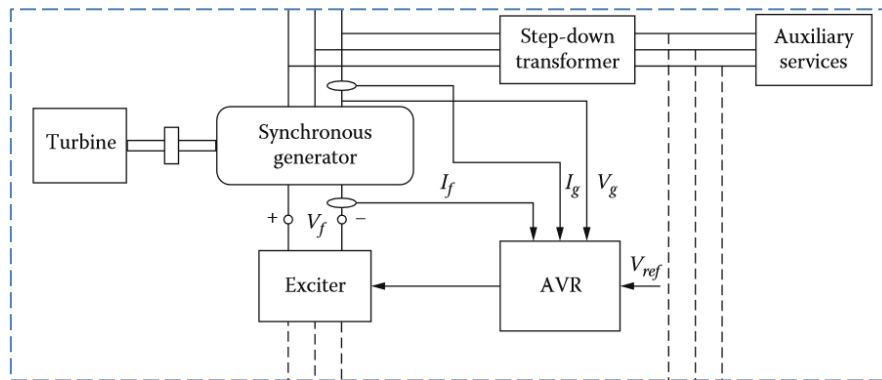 Step-down
transformer
Auxiliary
services
Turbine
Synchronous
generator
I_f
I_g
V_g
+
V_f
−
Exciter
AVR
V_ref